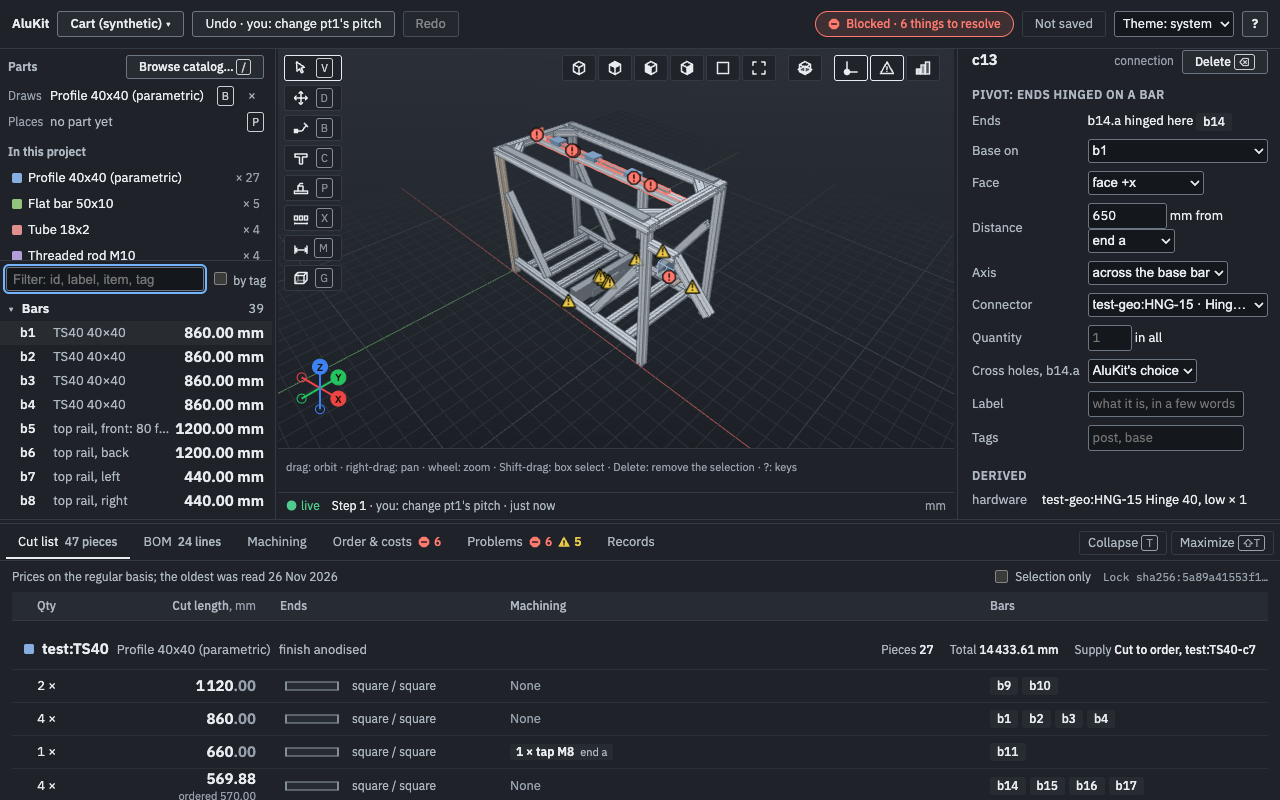 AluKit Cart (synthetic) ▾ Undo · you: change pt1's pitch Redo Blocked · 6 things to resolve Not saved Theme: system ?
Parts Browse catalog... /
Draws Profile 40x40 (parametric) B ×
Places no part yet P
In this project
Profile 40x40 (parametric) × 27
Flat bar 50x10 × 5
Tube 18x2 × 4
Threaded rod M10 × 4
Filter: id, label, item, tag by tag
Bars 39
b1 TS40 40×40 860.00 mm
b2 TS40 40×40 860.00 mm
b3 TS40 40×40 860.00 mm
b4 TS40 40×40 860.00 mm
b5 top rail, front: 80 f… 1200.00 mm
b6 top rail, back 1200.00 mm
b7 top rail, left 440.00 mm
b8 top rail, right 440.00 mm
V
D
B
C
P
X
M
G
Z
Y
X
drag: orbit · right-drag: pan · wheel: zoom · Shift-drag: box select · Delete: remove the selection · ?: keys
live Step 1 · you: change pt1's pitch · just now mm
c13 connection Delete
PIVOT: ENDS HINGED ON A BAR
Ends b14.a hinged here b14
Base on b1
Face face +x
Distance 650 mm from
end a
Axis across the base bar
Connector test-geo:HNG-15 · Hing…
Quantity 1 in all
Cross holes, b14.a AluKit's choice
Label what it is, in a few words
Tags post, base
DERIVED
hardware test-geo:HNG-15 Hinge 40, low × 1
Cut list 47 pieces BOM 24 lines Machining Order & costs 6 Problems 6 5 Records Collapse T Maximize ⇧T
Prices on the regular basis; the oldest was read 26 Nov 2026 Selection only Lock sha256:5a89a41553f1…
Qty Cut length, mm Ends Machining Bars
test:TS40 Profile 40x40 (parametric) finish anodised Pieces 27 Total 14 433.61 mm Supply Cut to order, test:TS40-c7
2 × 1 120.00 square / square None b9 b10
4 × 860.00 square / square None b1 b2 b3 b4
1 × 660.00 square / square 1 × tap M8 end a b11
4 × 569.88 square / square None b14 b15 b16 b17
ordered 570.00